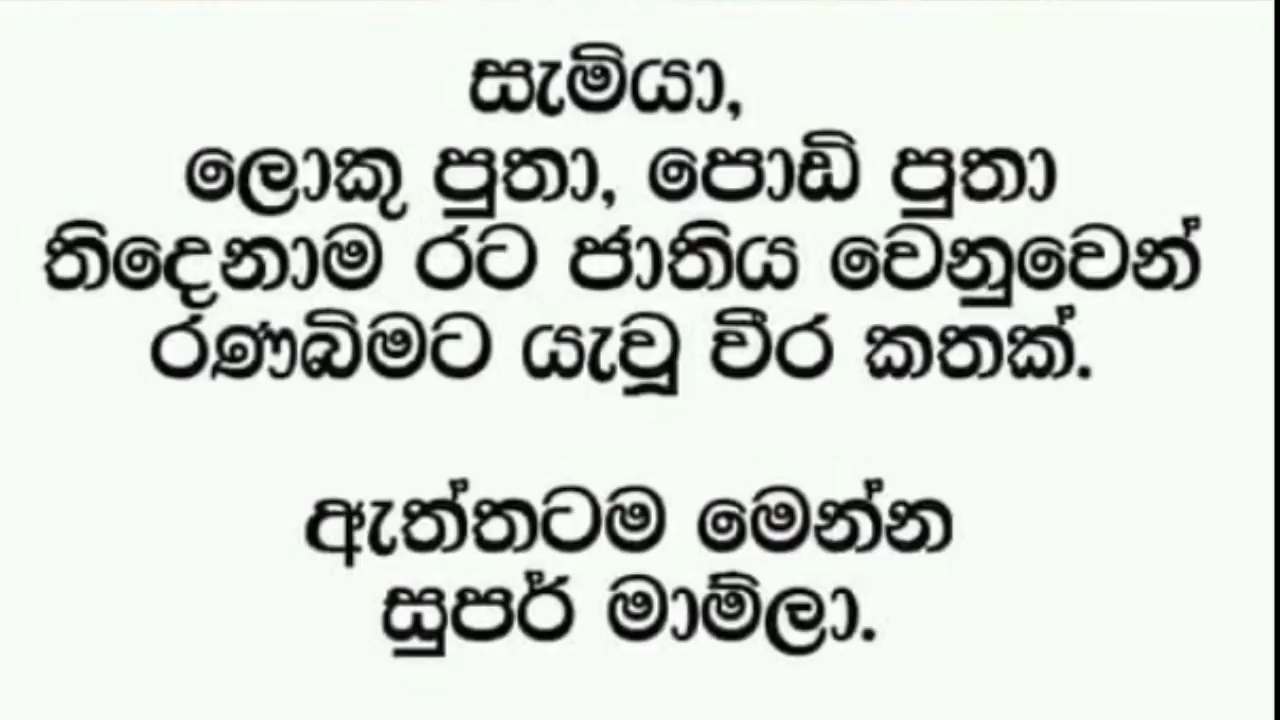 සැමියා,
ලොකු පුතා, පොඩි පුතා
තිදෙනාම රට ජාතිය වෙනුවෙන්
රණබිමට යැවූ වීර කතක්.
ඇත්තටම මෙන්න
සුපර් මාම්ලා.